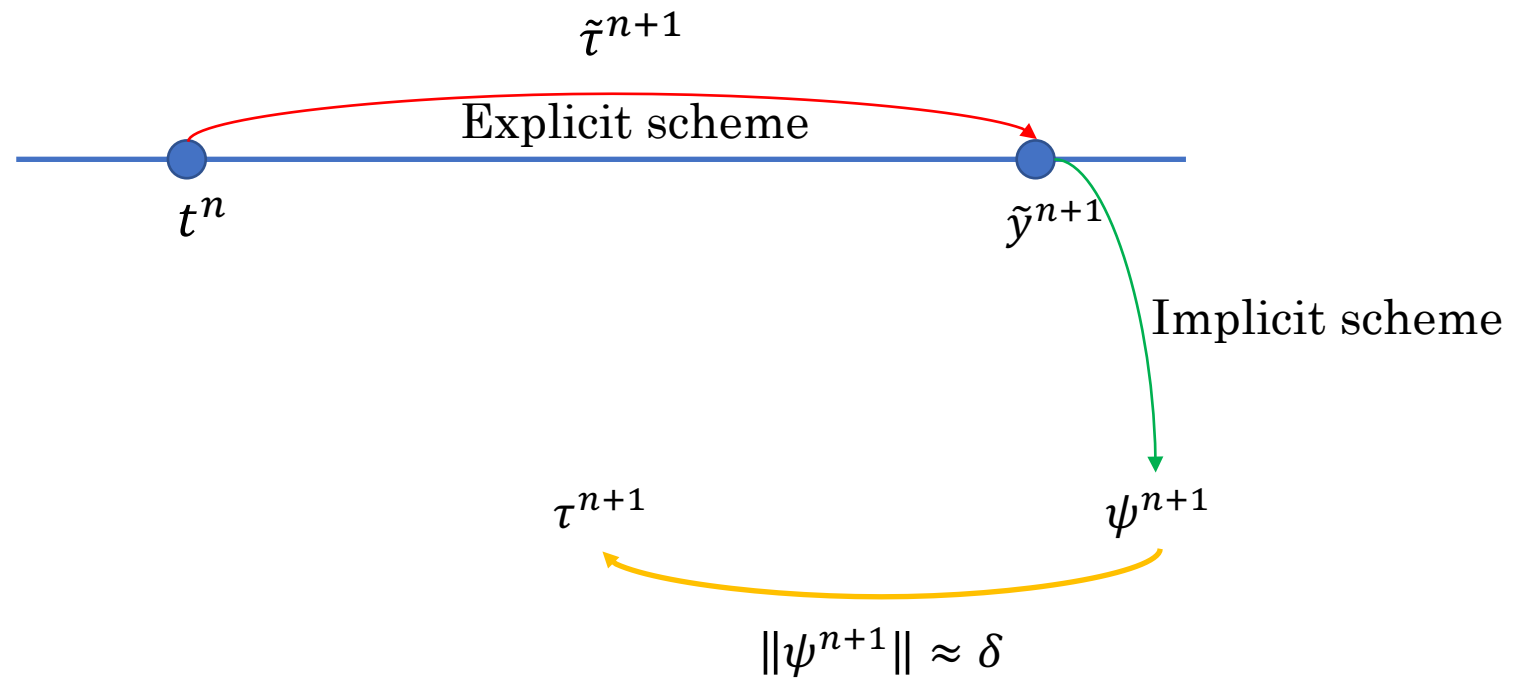 τ̃ⁿ⁺¹
Explicit scheme
tⁿ
ỹⁿ⁺¹
Implicit scheme
τⁿ⁺¹
ψⁿ⁺¹
‖ψⁿ⁺¹‖ ≈ δ